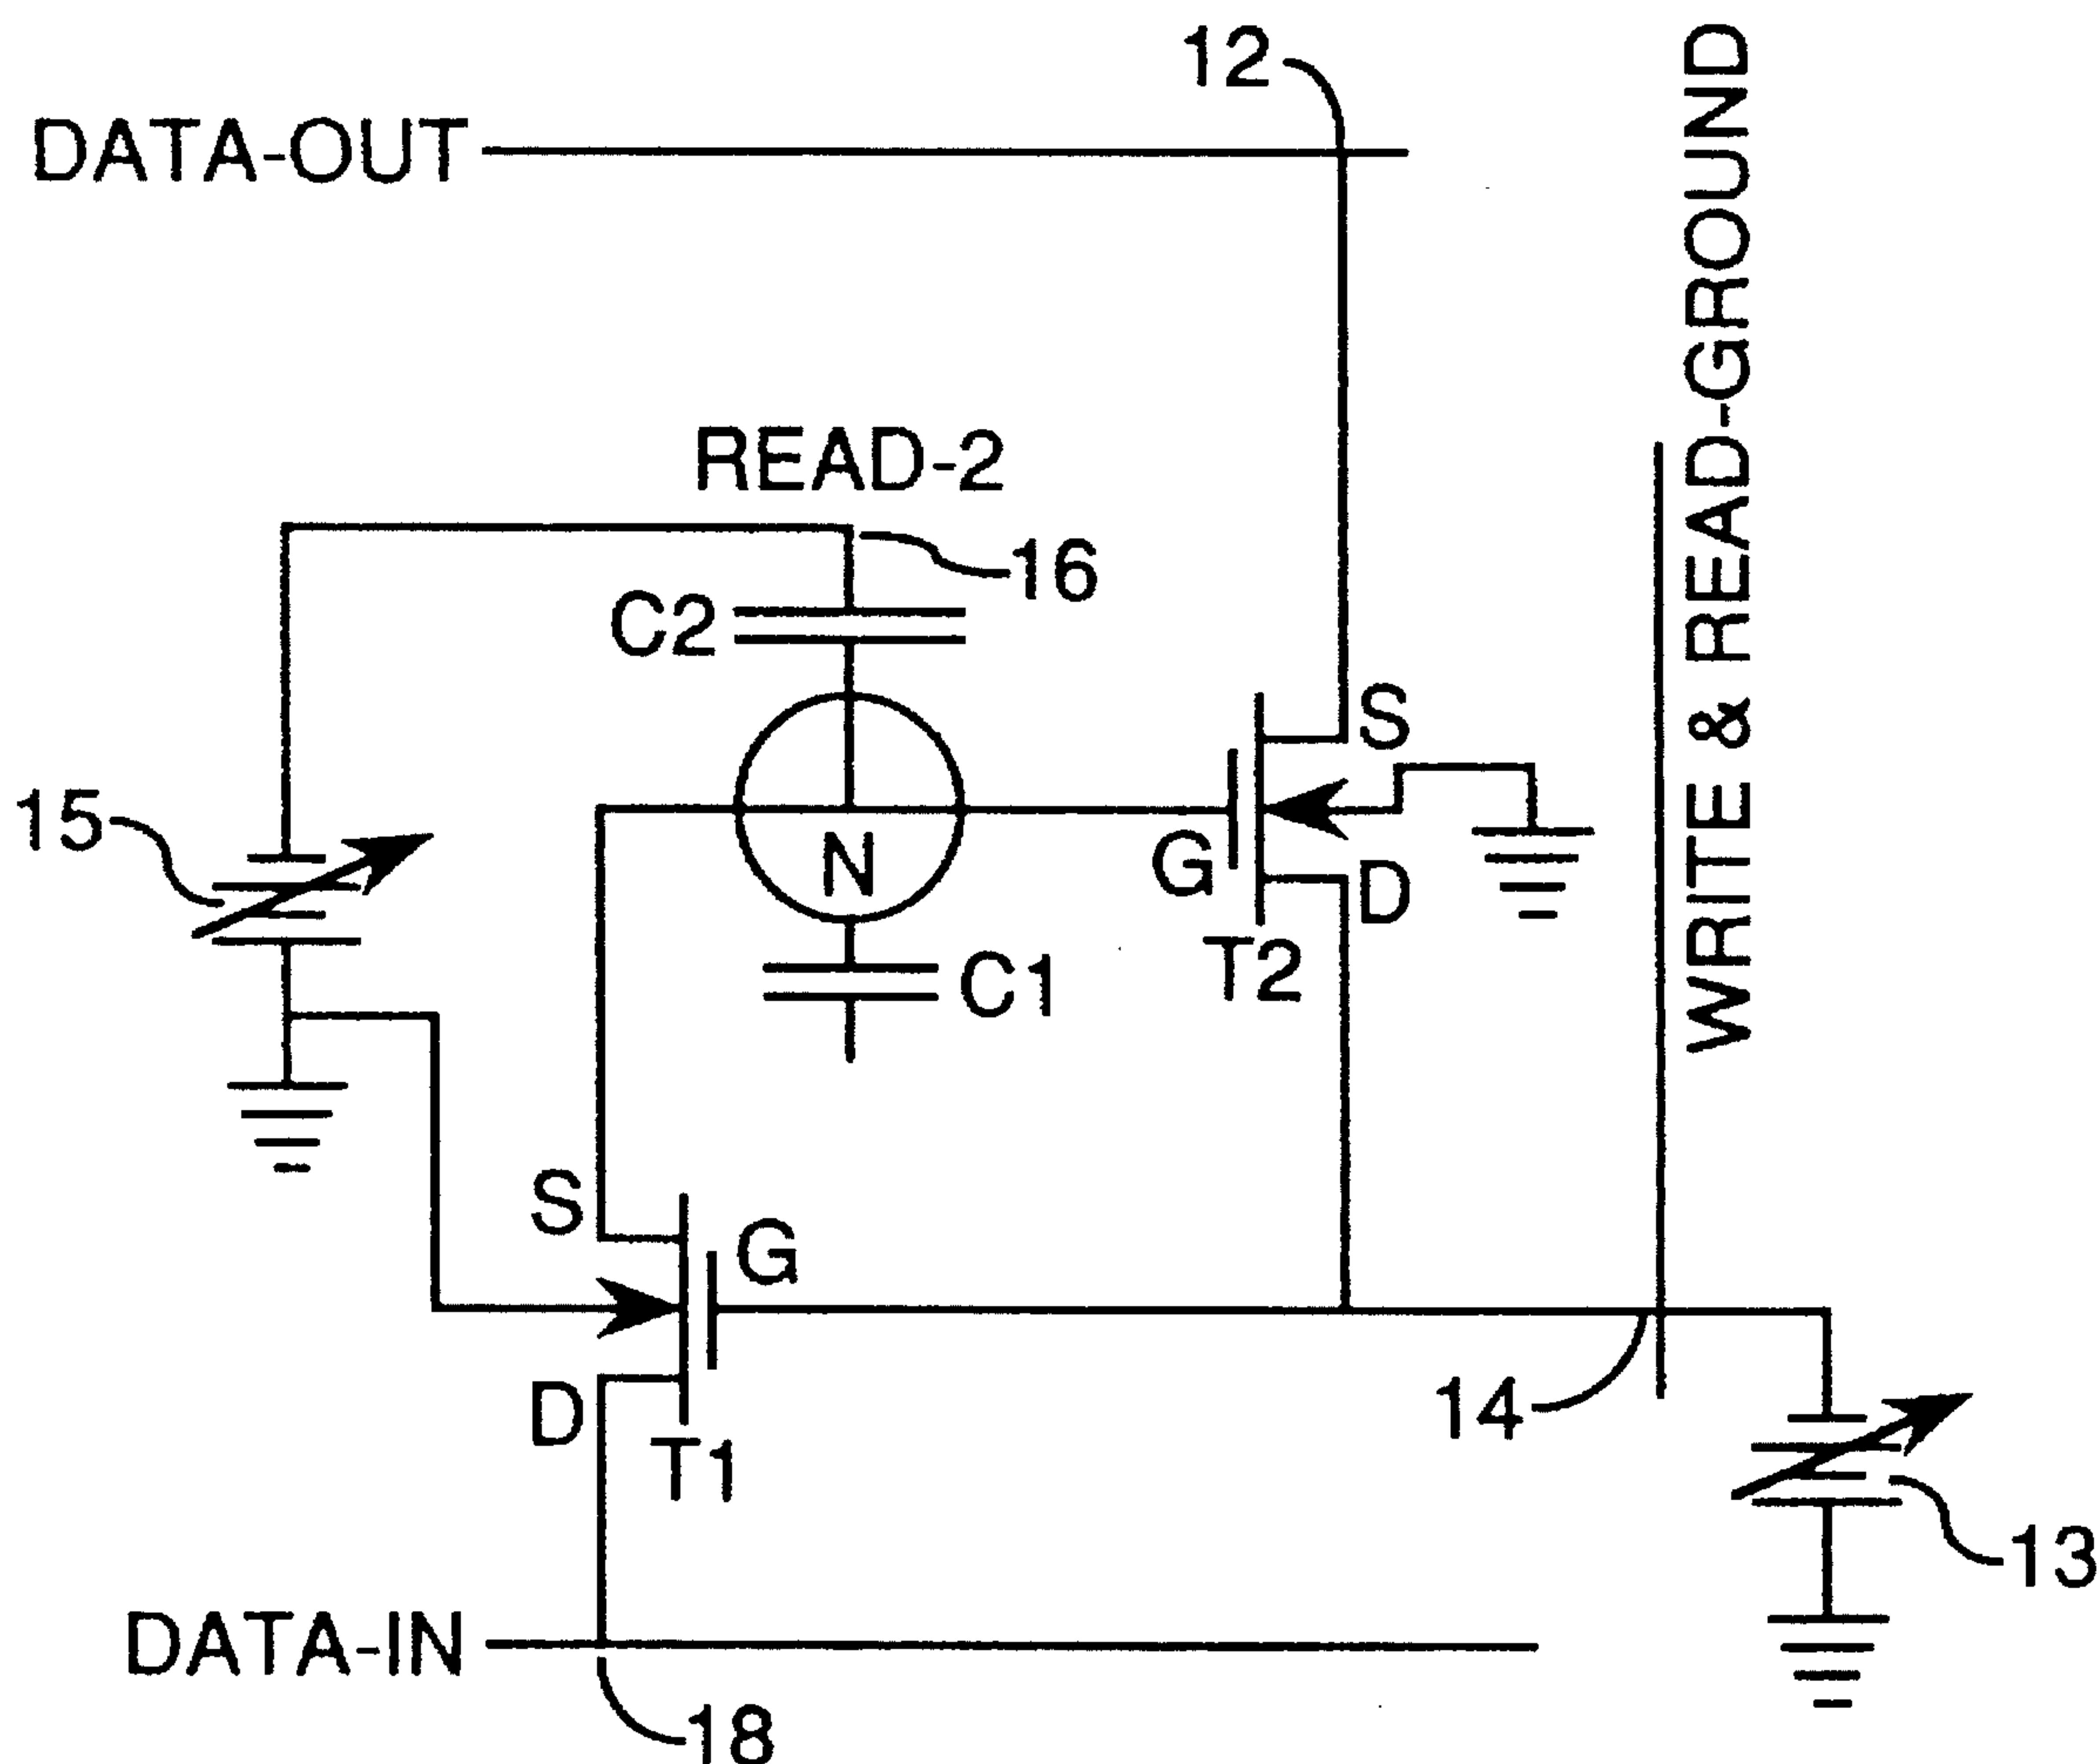 12
DATA-OUT
WRITE & READ-GROUND
READ-2
16
C2
S
15
N
G
D
C1
T2
S
G
D
14
T1
13
DATA-IN
18